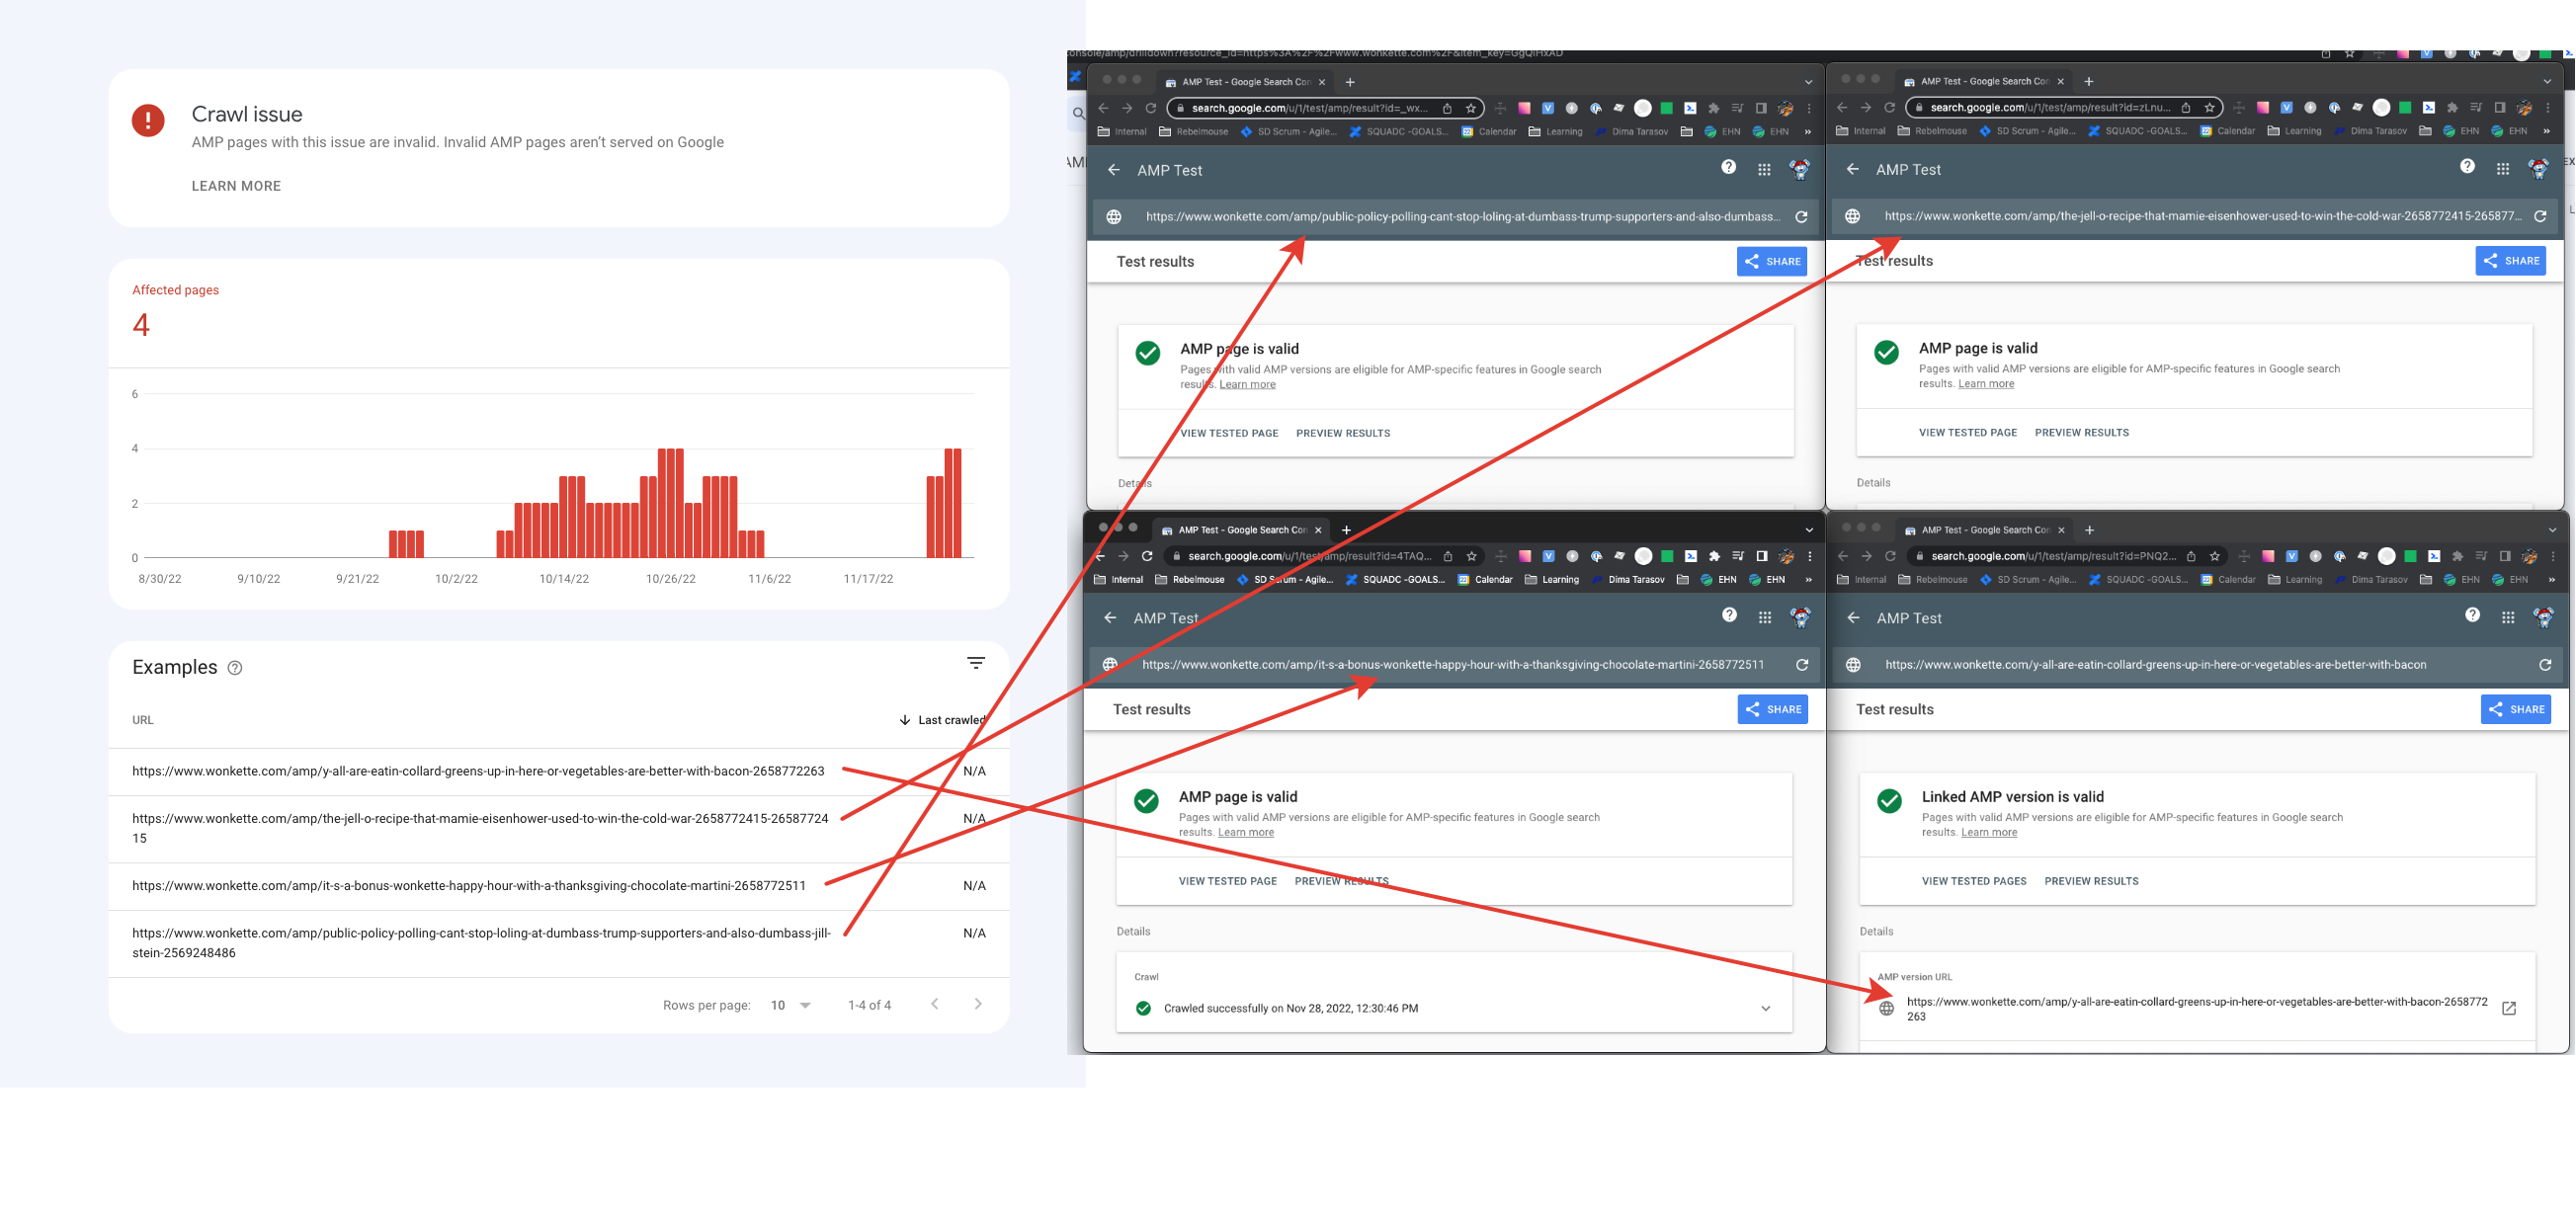 Crawl issue
AMP pages with this issue are invalid. Invalid AMP pages aren't served on Google
LEARN MORE
Affected pages
4
6
4
2
0
8/30/22 9/10/22 9/21/22 10/2/22 10/14/22 10/26/22 11/6/22 11/17/22
Examples
URL Last crawled
https://www.wonkette.com/amp/y-all-are-eatin-collard-greens-up-in-here-or-vegetables-are-better-with-bacon-2658772263 N/A
https://www.wonkette.com/amp/the-jell-o-recipe-that-mamie-eisenhower-used-to-win-the-cold-war-2658772415-26587724
15 N/A
https://www.wonkette.com/amp/it-s-a-bonus-wonkette-happy-hour-with-a-thanksgiving-chocolate-martini-2658772511 N/A
https://www.wonkette.com/amp/public-policy-polling-cant-stop-loling-at-dumbass-trump-supporters-and-also-dumbass-jill-
stein-2569248486 N/A
Rows per page: 10 1-4 of 4
console/amp/drilldown?resource_id=https%3A%2F%2Fwww.wonkette.com%2F&item_key=GgQIHxAD
AMP Test - Google Search Con
search.google.com/u/1/test/amp/result?id=_wx...
Internal Rebelmouse SD Scrum - Agile... SQUADC -GOALS... Calendar Learning Dima Tarasov EHN EHN »
AMP Test
https://www.wonkette.com/amp/public-policy-polling-cant-stop-loling-at-dumbass-trump-supporters-and-also-dumbass...
Test results SHARE
AMP page is valid
Pages with valid AMP versions are eligible for AMP-specific features in Google search
results. Learn more
VIEW TESTED PAGE PREVIEW RESULTS
Details
AMP Test - Google Search Con
search.google.com/u/1/test/amp/result?id=zLnu...
Internal Rebelmouse SD Scrum - Agile... SQUADC -GOALS... Calendar Learning Dima Tarasov EHN EHN »
AMP Test
https://www.wonkette.com/amp/the-jell-o-recipe-that-mamie-eisenhower-used-to-win-the-cold-war-2658772415-265877...
Test results SHARE
AMP page is valid
Pages with valid AMP versions are eligible for AMP-specific features in Google search
results. Learn more
VIEW TESTED PAGE PREVIEW RESULTS
Details
AMP Test - Google Search Con
search.google.com/u/1/test/amp/result?id=4TAQ...
Internal Rebelmouse SD Scrum - Agile... SQUADC -GOALS... Calendar Learning Dima Tarasov EHN EHN »
AMP Test
https://www.wonkette.com/amp/it-s-a-bonus-wonkette-happy-hour-with-a-thanksgiving-chocolate-martini-2658772511
Test results SHARE
AMP page is valid
Pages with valid AMP versions are eligible for AMP-specific features in Google search
results. Learn more
VIEW TESTED PAGE PREVIEW RESULTS
Details
Crawl
Crawled successfully on Nov 28, 2022, 12:30:46 PM
AMP Test - Google Search Con
search.google.com/u/1/test/amp/result?id=PNQ2...
Internal Rebelmouse SD Scrum - Agile... SQUADC -GOALS... Calendar Learning Dima Tarasov EHN EHN »
AMP Test
https://www.wonkette.com/y-all-are-eatin-collard-greens-up-in-here-or-vegetables-are-better-with-bacon
Test results SHARE
Linked AMP version is valid
Pages with valid AMP versions are eligible for AMP-specific features in Google search
results. Learn more
VIEW TESTED PAGES PREVIEW RESULTS
Details
AMP version URL
https://www.wonkette.com/amp/y-all-are-eatin-collard-greens-up-in-here-or-vegetables-are-better-with-bacon-2658772
263